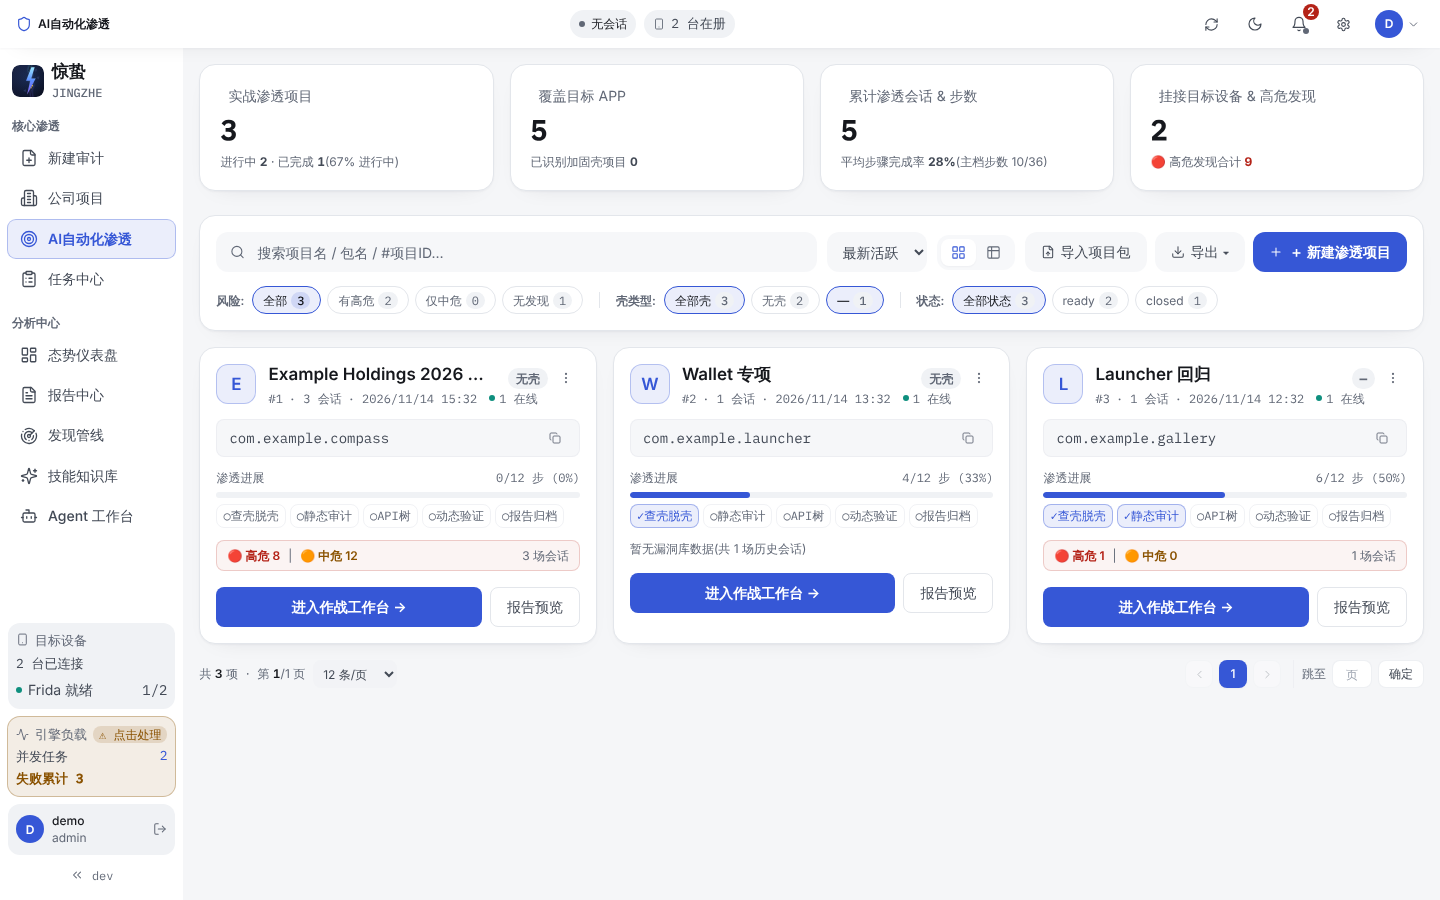 AI自动化渗透
无会话
2 台在册
2
D
惊蛰
JINGZHE
核心渗透
新建审计
公司项目
AI自动化渗透
任务中心
分析中心
态势仪表盘
报告中心
发现管线
技能知识库
Agent 工作台
目标设备
2 台已连接
Frida 就绪 1/2
引擎负载 ⚠ 点击处理
并发任务 2
失败累计 3
D
demo
admin
dev
实战渗透项目
3
进行中 2 · 已完成 1(67% 进行中)
覆盖目标 APP
5
已识别加固壳项目 0
累计渗透会话 & 步数
5
平均步骤完成率 28%(主档步数 10/36)
挂接目标设备 & 高危发现
2
🔴 高危发现合计 9
搜索项目名 / 包名 / #项目ID...
最新活跃
导入项目包
导出
+ 新建渗透项目
风险: 全部 3 有高危 2 仅中危 0 无发现 1 壳类型: 全部壳 3 无壳 2 — 1 状态: 全部状态 3 ready 2 closed 1
E
Example Holdings 2026 ...
无壳
#1 · 3 会话 · 2026/11/14 15:32 1 在线
com.example.compass
渗透进展 0/12 步 (0%)
○查壳脱壳 ○静态审计 ○API树 ○动态验证 ○报告归档
🔴 高危 8 | 🟠 中危 12 3 场会话
进入作战工作台 →
报告预览
W
Wallet 专项
无壳
#2 · 1 会话 · 2026/11/14 13:32 1 在线
com.example.launcher
渗透进展 4/12 步 (33%)
✓查壳脱壳 ○静态审计 ○API树 ○动态验证 ○报告归档
暂无漏洞库数据(共 1 场历史会话)
进入作战工作台 →
报告预览
L
Launcher 回归
—
#3 · 1 会话 · 2026/11/14 12:32 1 在线
com.example.gallery
渗透进展 6/12 步 (50%)
✓查壳脱壳 ✓静态审计 ○API树 ○动态验证 ○报告归档
🔴 高危 1 | 🟠 中危 0 1 场会话
进入作战工作台 →
报告预览
共 3 项 · 第 1/1 页 12 条/页
1
跳至 页 确定